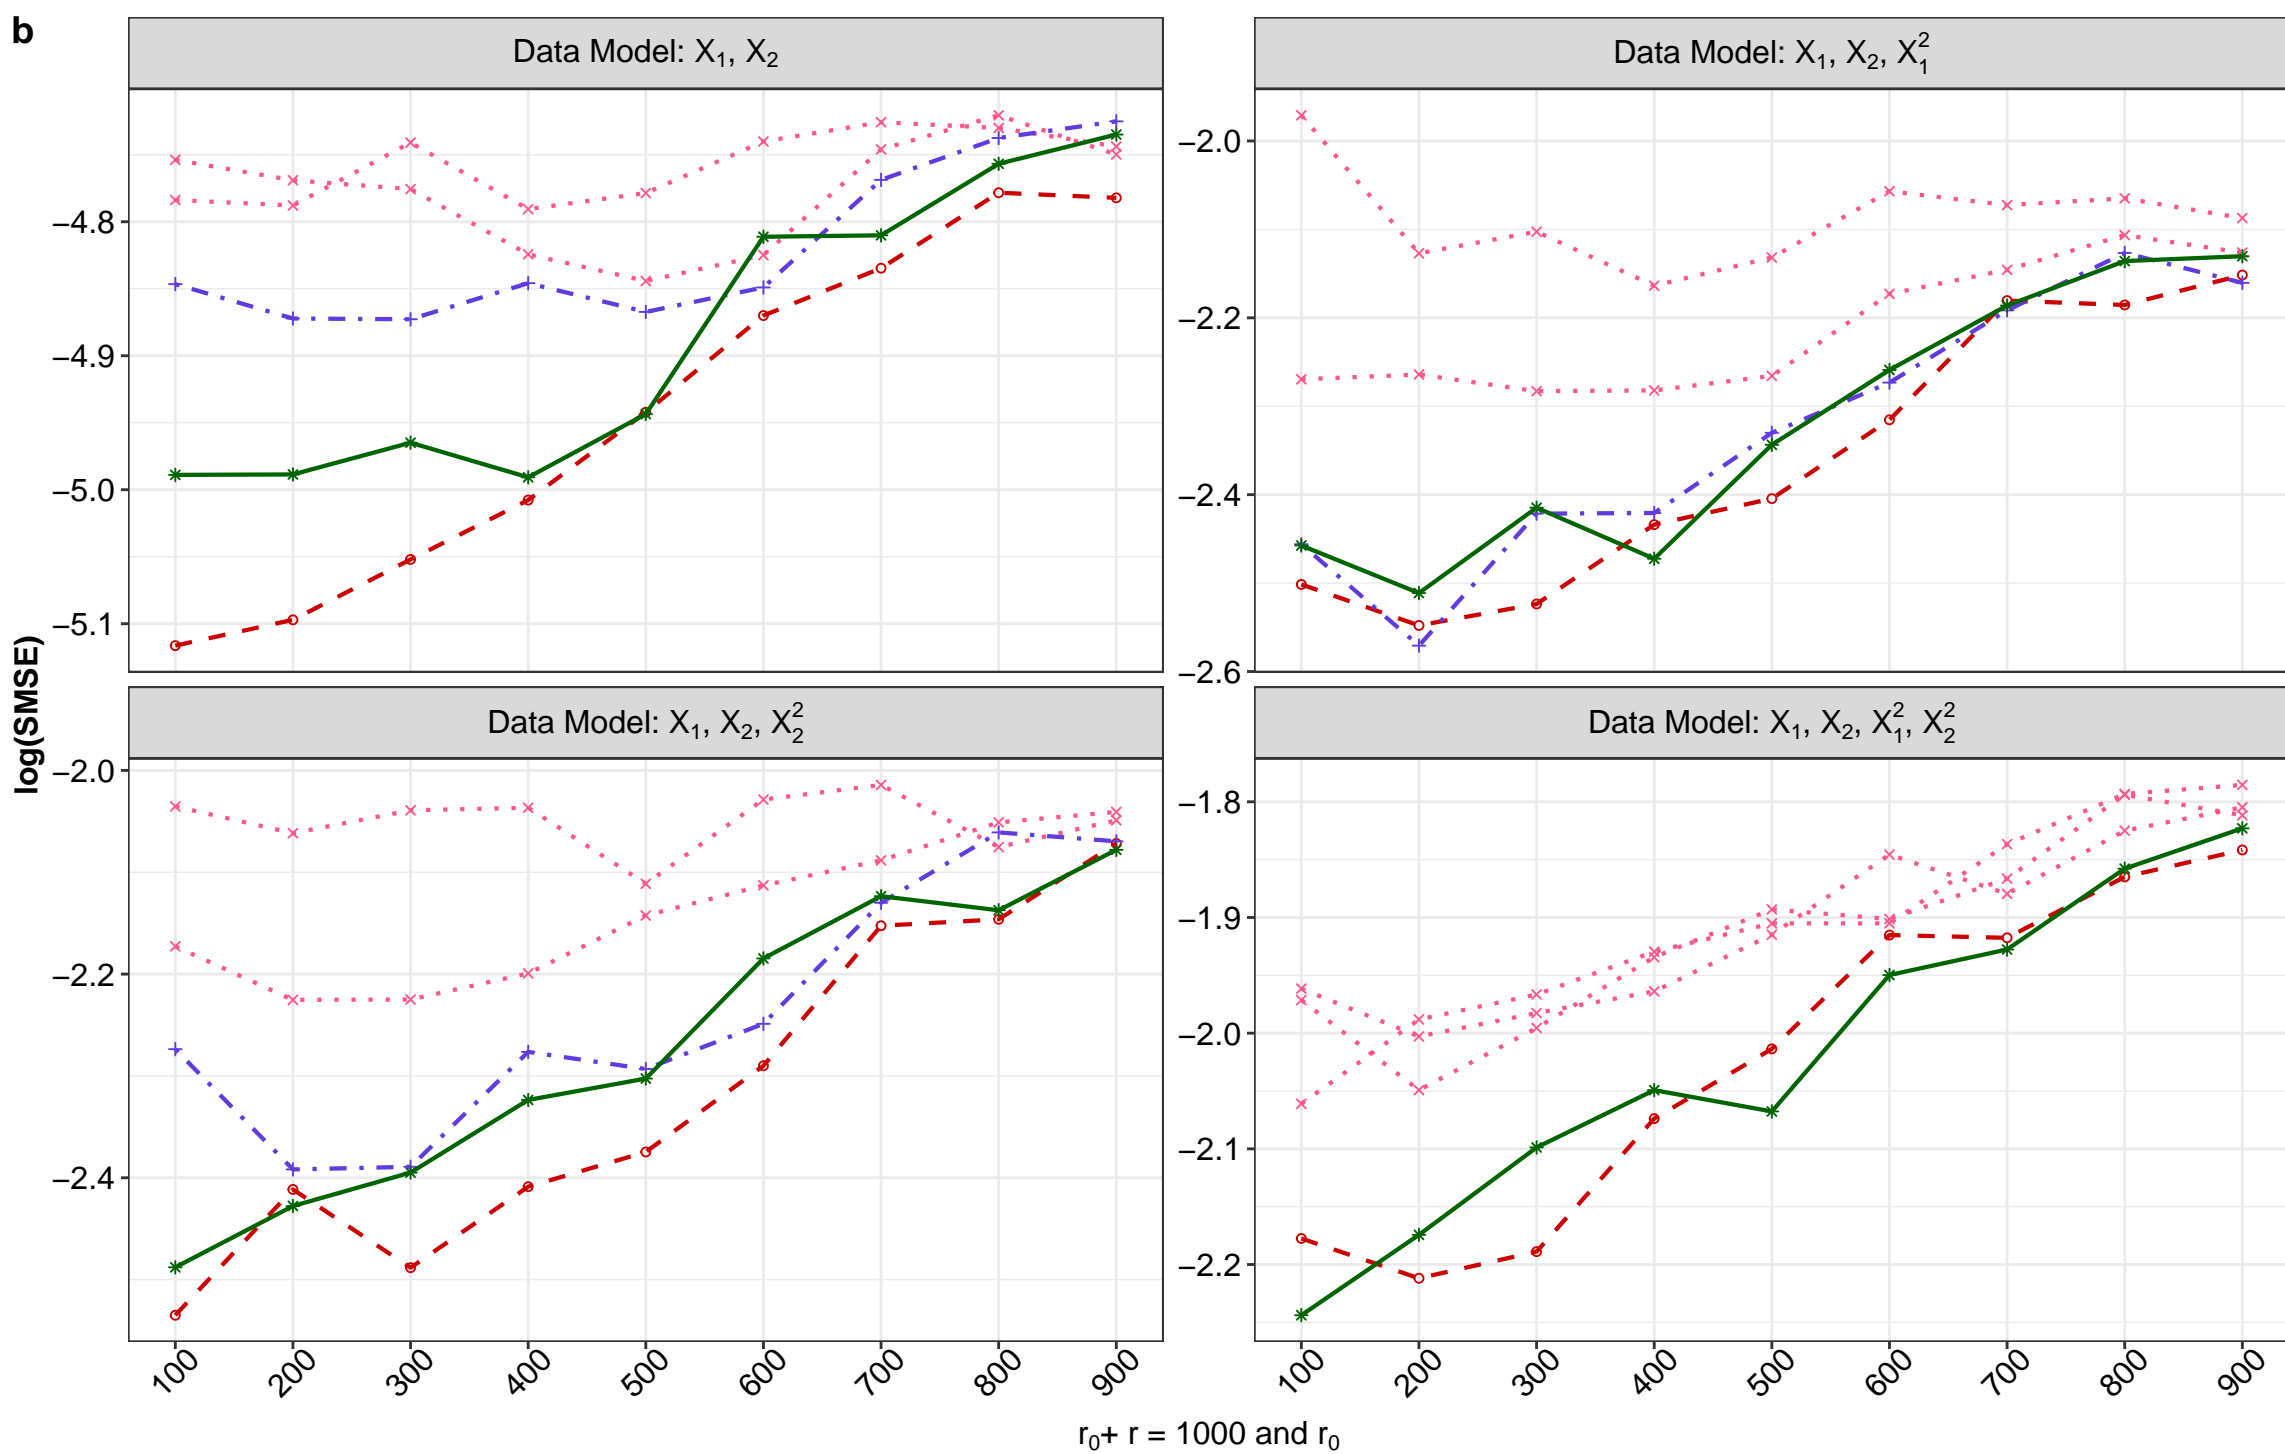 b
Data Model: X₁, X₂
Data Model: X₁, X₂, X₁²
−4.8
−4.9
−5.0
−5.1
−2.0
−2.2
−2.4
−2.6
log(SMSE)
Data Model: X₁, X₂, X₂²
Data Model: X₁, X₂, X₁², X₂²
−2.0
−2.2
−2.4
−1.8
−1.9
−2.0
−2.1
−2.2
100 200 300 400 500 600 700 800 900
100 200 300 400 500 600 700 800 900
r₀+ r = 1000 and r₀